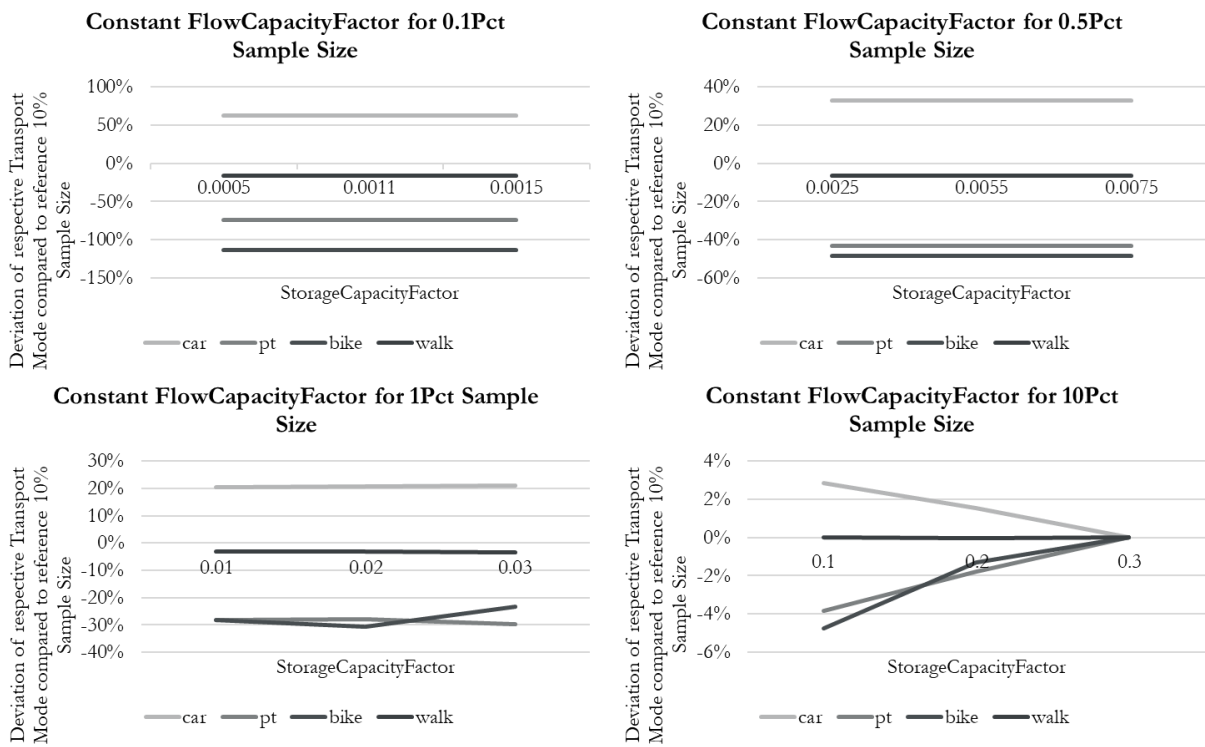 Constant FlowCapacityFactor for 0.1Pct
Sample Size
Deviation of respective Transport
Mode compared to reference 10%
Sample Size
100%
50%
0%
-50%
-100%
-150%
0.0005 0.0011 0.0015
StorageCapacityFactor
car pt bike walk
Constant FlowCapacityFactor for 0.5Pct
Sample Size
Deviation of respective Transport
Mode compared to reference 10%
Sample Size
40%
20%
0%
-20%
-40%
-60%
0.0025 0.0055 0.0075
StorageCapacityFactor
car pt bike walk
Constant FlowCapacityFactor for 1Pct Sample
Size
Deviation of respective Transport
Mode compared to reference 10%
Sample Size
30%
20%
10%
0%
-10%
-20%
-30%
-40%
0.01 0.02 0.03
StorageCapacityFactor
car pt bike walk
Constant FlowCapacityFactor for 10Pct
Sample Size
Deviation of respective Transport
Mode compared to reference 10%
Sample Size
4%
2%
0%
-2%
-4%
-6%
0.1 0.2 0.3
StorageCapacityFactor
car pt bike walk